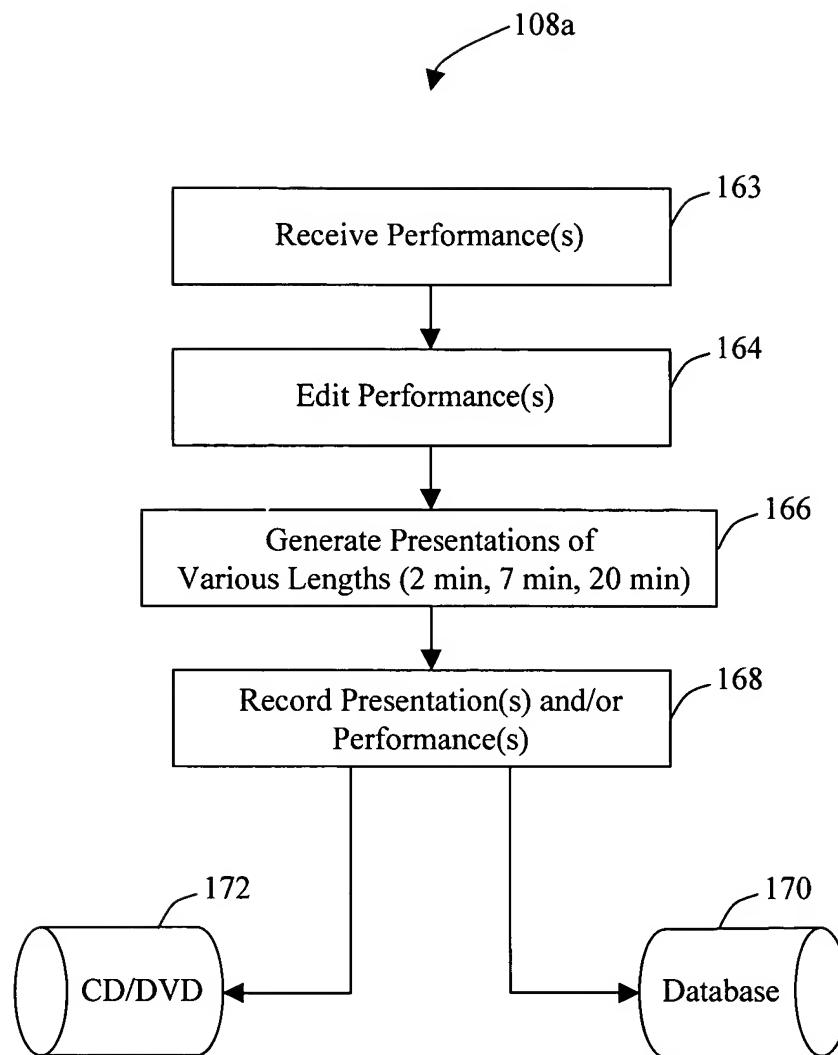 108a
163
Receive Performance(s)
164
Edit Performance(s)
166
Generate Presentations of
Various Lengths (2 min, 7 min, 20 min)
168
Record Presentation(s) and/or
Performance(s)
172
CD/DVD
170
Database